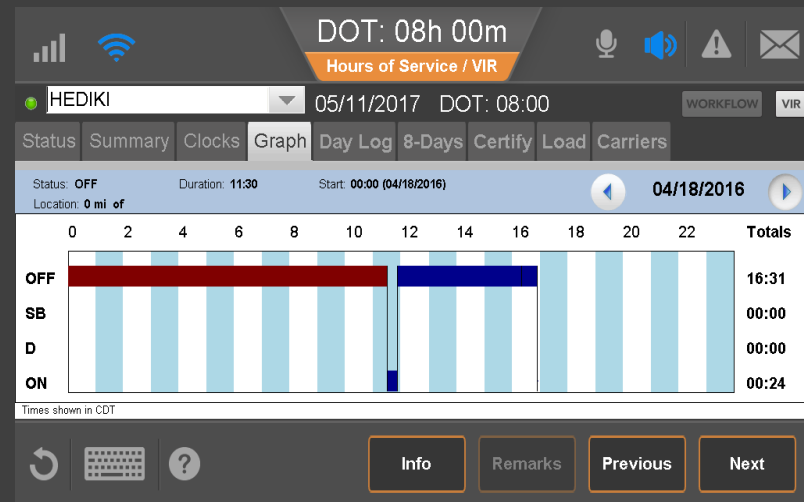 DOT: 08h 00m
Hours of Service / VIR
HEDIKI 05/11/2017 DOT: 08:00 WORKFLOW VIR
Status Summary Clocks Graph Day Log 8-Days Certify Load Carriers
Status: OFF Duration: 11:30 Start: 00:00 (04/18/2016) 04/18/2016
Location: 0 mi of
0 2 4 6 8 10 12 14 16 18 20 22 Totals
OFF 16:31
SB 00:00
D 00:00
ON 00:24
Times shown in CDT
? Info Remarks Previous Next